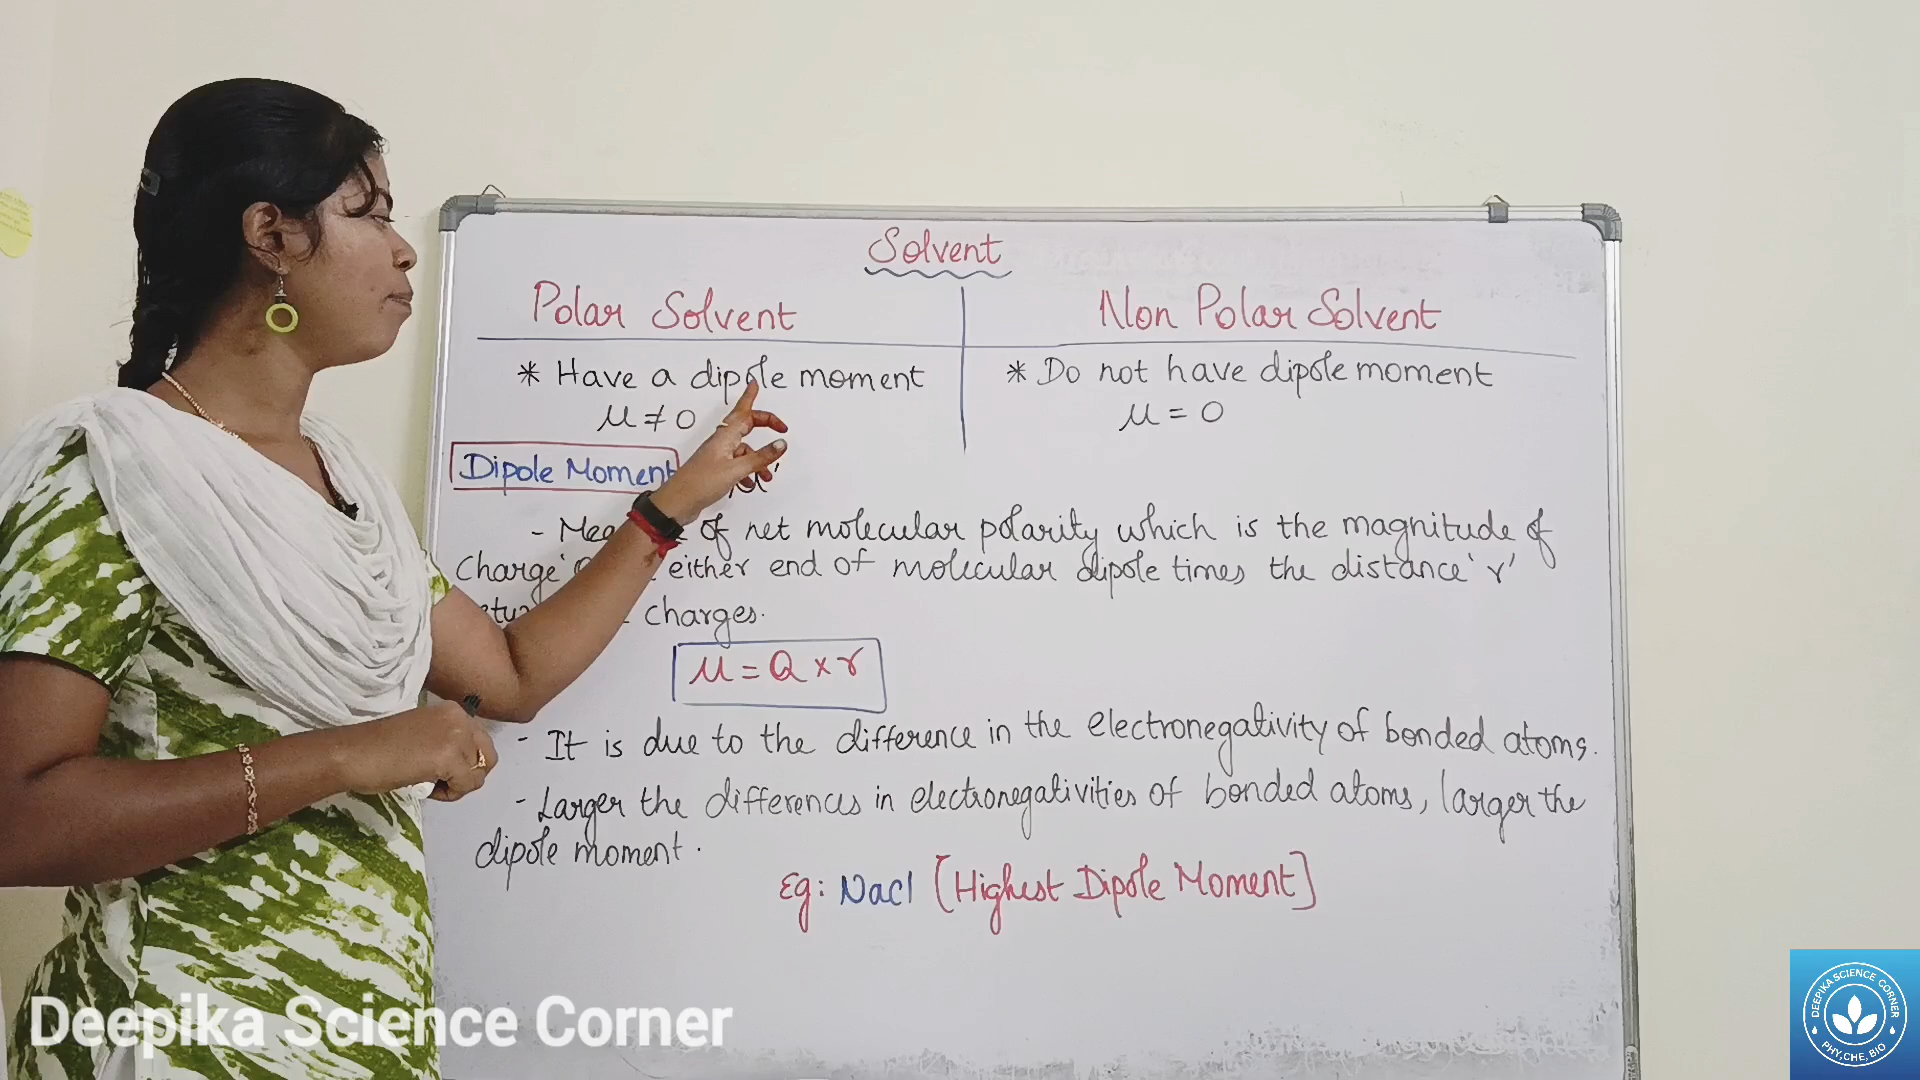 Solvent
Polar Solvent
Non Polar Solvent
* Have a dipole moment
μ ≠ 0
* Do not have dipole moment
μ = 0
Dipole Moment μ'
- of net molecular polarity which is the magnitude of
charge' either end of molecular dipole times the distance 'r'
charges.
μ = Q × r
- It is due to the difference in the electronegativity of bonded atoms.
- Larger the differences in electronegativities of bonded atoms, larger the
dipole moment.
Eg: Nacl [Highest Dipole Moment]
Deepika Science Corner
DEEPIKA SCIENCE CORNER
PHY, CHE, BIO